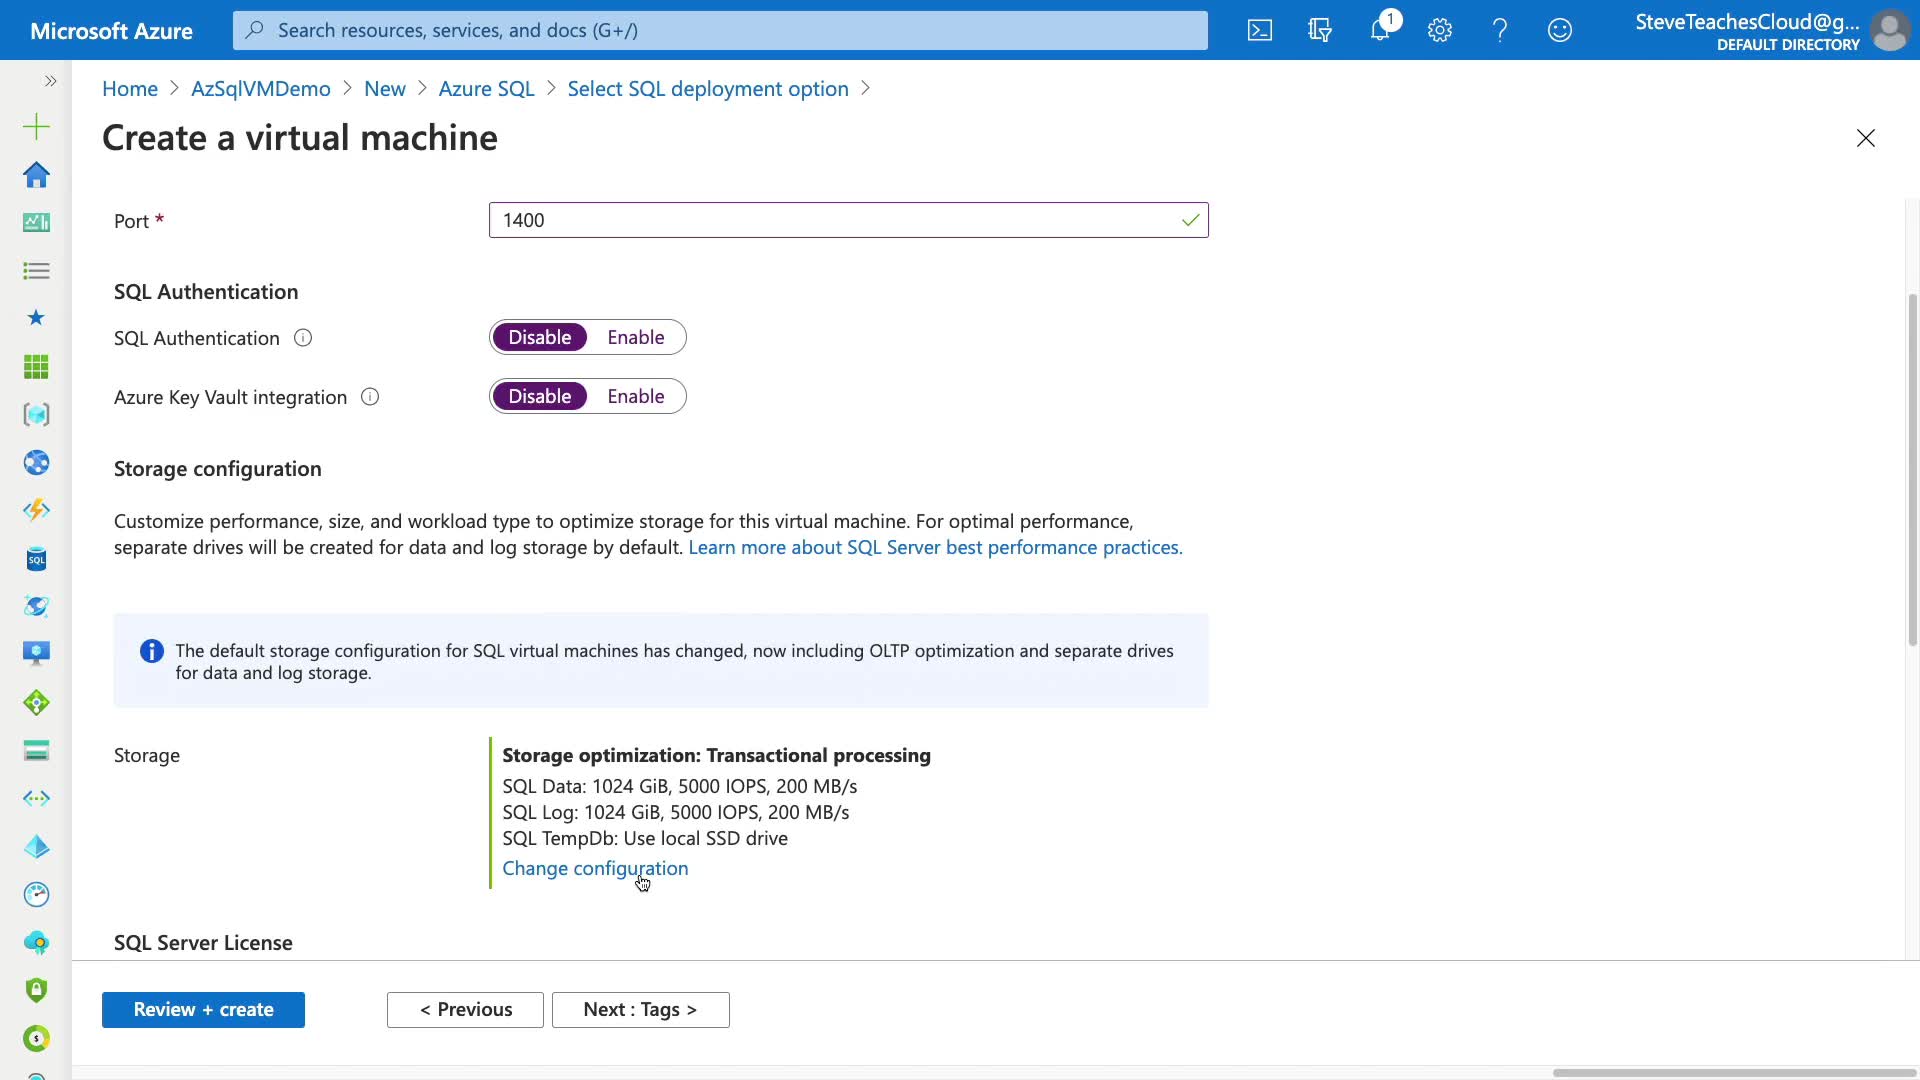 Microsoft Azure
Search resources, services, and docs (G+/)
1
SteveTeachesCloud@g...
DEFAULT DIRECTORY
Home > AzSqlVMDemo > New > Azure SQL > Select SQL deployment option >
Create a virtual machine
Port *
1400
SQL Authentication
SQL Authentication
Disable Enable
Azure Key Vault integration
Disable Enable
Storage configuration
Customize performance, size, and workload type to optimize storage for this virtual machine. For optimal performance,
separate drives will be created for data and log storage by default. Learn more about SQL Server best performance practices.
The default storage configuration for SQL virtual machines has changed, now including OLTP optimization and separate drives
for data and log storage.
Storage
Storage optimization: Transactional processing
SQL Data: 1024 GiB, 5000 IOPS, 200 MB/s
SQL Log: 1024 GiB, 5000 IOPS, 200 MB/s
SQL TempDb: Use local SSD drive
Change configuration
SQL Server License
Review + create
< Previous
Next : Tags >
SQL